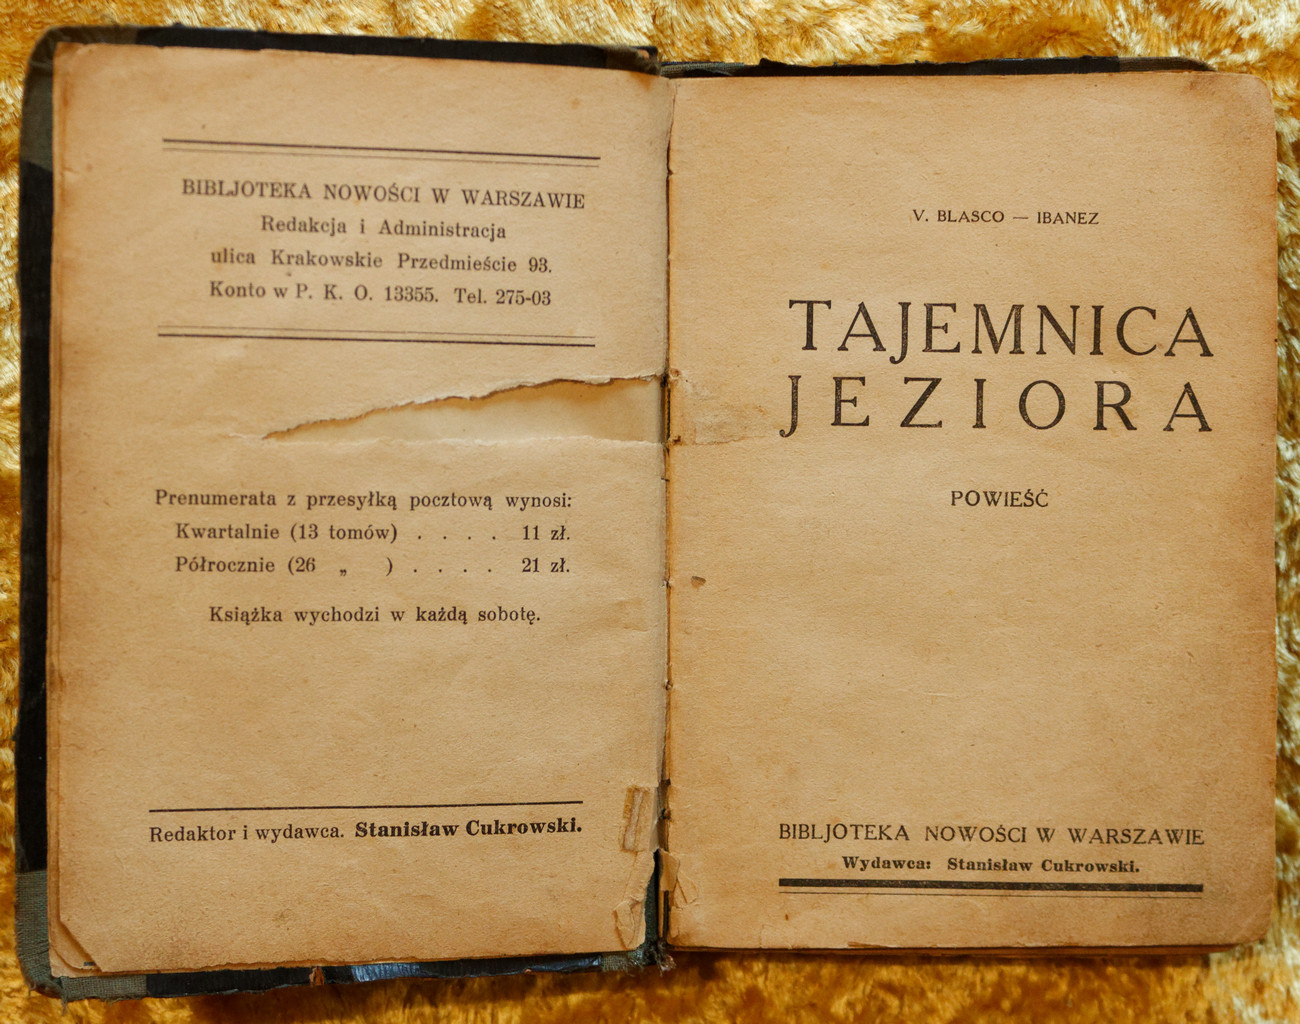 BIBLJOTEKA NOWOŚCI W WARSZAWIE
Redakcja i Administracja
ulica Krakowskie Przedmieście 93.
Konto w P. K. O. 13355. Tel. 275-03
Prenumerata z przesyłką pocztową wynosi:
Kwartalnie (13 tomów) . . . . 11 zł.
Półrocznie (26 „ ) . . . . 21 zł.
Książka wychodzi w każdą sobotę.
Redaktor i wydawca. Stanisław Cukrowski.
V. BLASCO — IBANEZ
TAJEMNICA
JEZIORA
POWIEŚĆ
BIBLJOTEKA NOWOŚCI W WARSZAWIE
Wydawca: Stanisław Cukrowski.